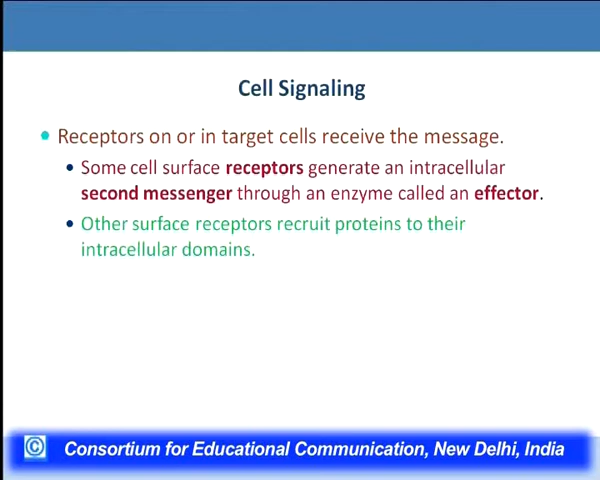 Cell Signaling
• Receptors on or in target cells receive the message.
• Some cell surface receptors generate an intracellular
second messenger through an enzyme called an effector.
• Other surface receptors recruit proteins to their
intracellular domains.
© Consortium for Educational Communication, New Delhi, India